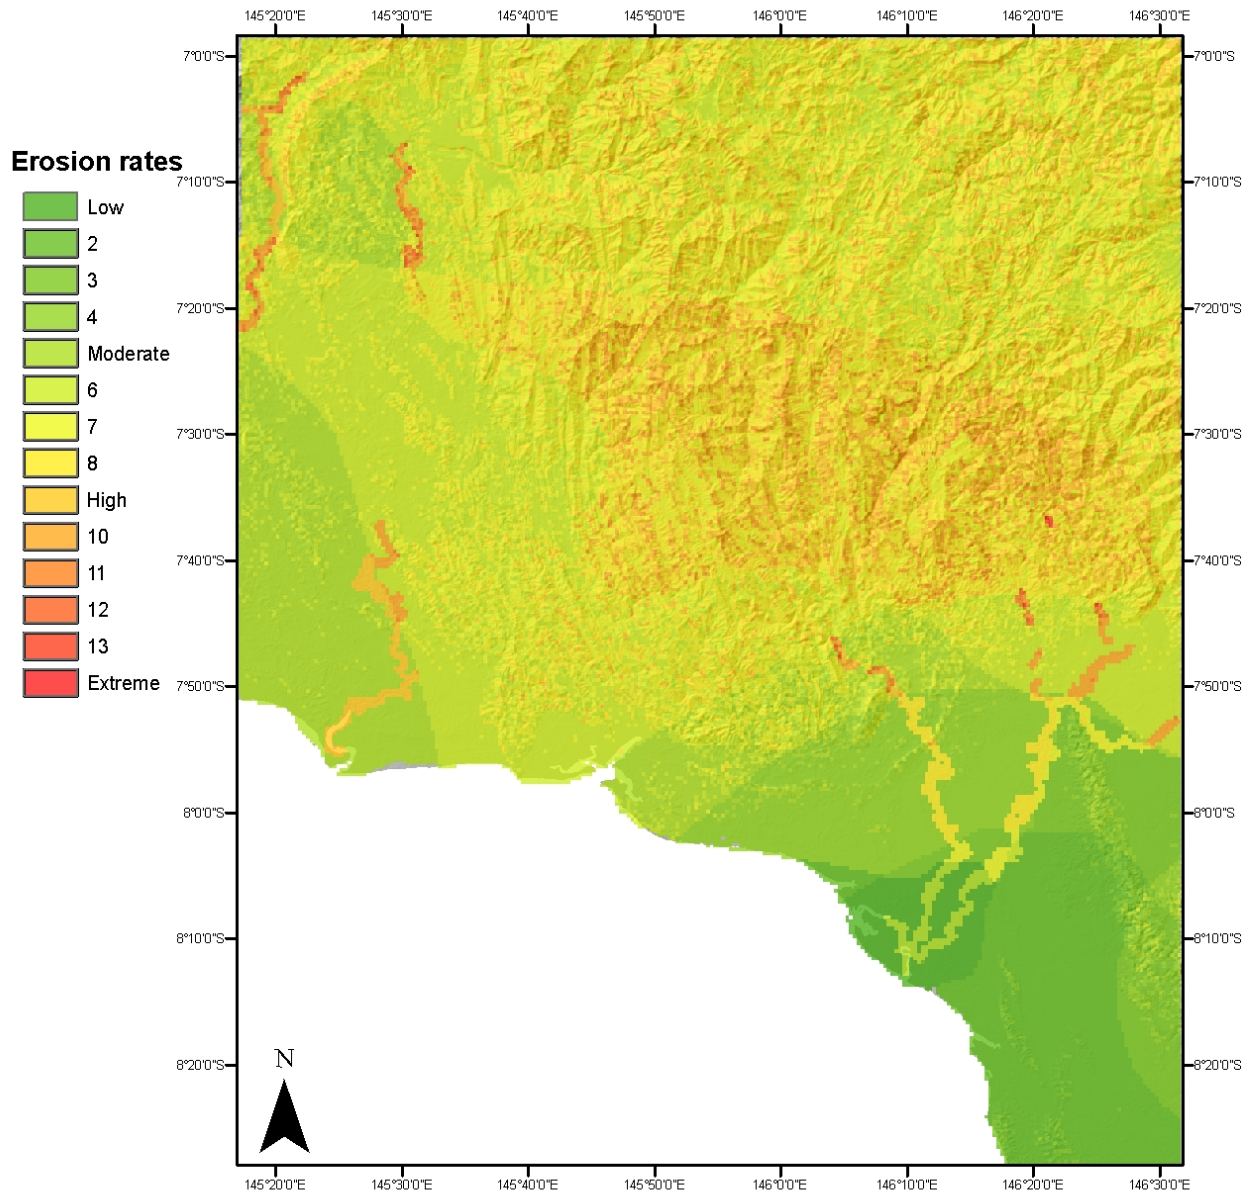 145°20'0"E 145°30'0"E 145°40'0"E 145°50'0"E 146°0'0"E 146°10'0"E 146°20'0"E 146°30'0"E
7°0'0"S 7°0'0"S
Erosion rates
7°10'0"S 7°10'0"S
Low
2
3
7°20'0"S 7°20'0"S
4
Moderate
6
7
7°30'0"S 7°30'0"S
8
High
10
7°40'0"S 7°40'0"S
11
12
13
Extreme
7°50'0"S 7°50'0"S
8°0'0"S 8°0'0"S
8°10'0"S 8°10'0"S
N
8°20'0"S 8°20'0"S
145°20'0"E 145°30'0"E 145°40'0"E 145°50'0"E 146°0'0"E 146°10'0"E 146°20'0"E 146°30'0"E